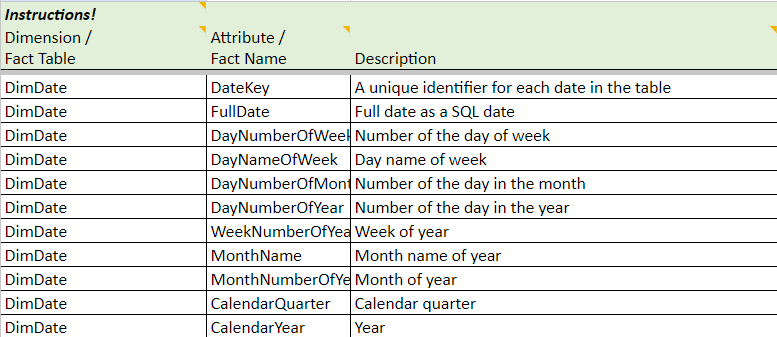 Instructions!
Dimension / Attribute /
Fact Table Fact Name Description
DimDate DateKey A unique identifier for each date in the table
DimDate FullDate Full date as a SQL date
DimDate DayNumberOfWeek Number of the day of week
DimDate DayNameOfWeek Day name of week
DimDate DayNumberOfMont Number of the day in the month
DimDate DayNumberOfYear Number of the day in the year
DimDate WeekNumberOfYea Week of year
DimDate MonthName Month name of year
DimDate MonthNumberOfYe Month of year
DimDate CalendarQuarter Calendar quarter
DimDate CalendarYear Year